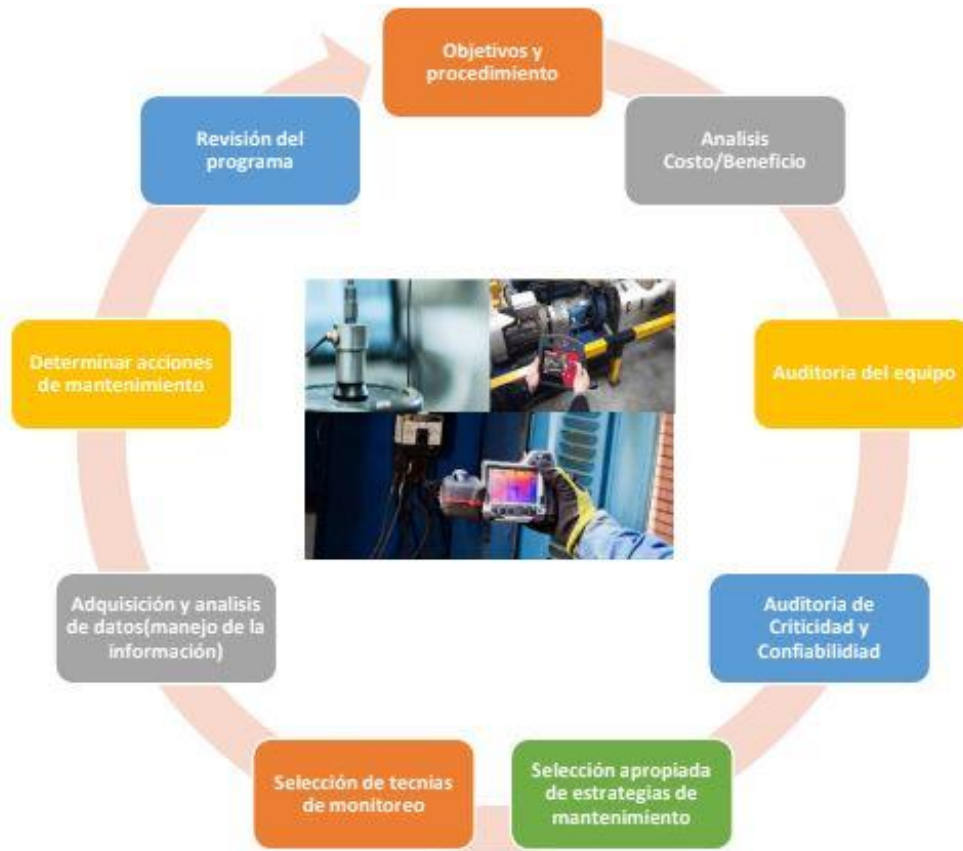 Objetivos y
procedimiento
Analisis
Costo/Beneficio
Auditoria del equipo
Auditoria de
Criticidad y
Confiabilidiad
Selección apropiada
de estrategias de
mantenimiento
Selección de tecnias
de monitoreo
Adquisición y analisis
de datos(manejo de la
información)
Determinar acciones
de mantenimiento
Revisión del
programa